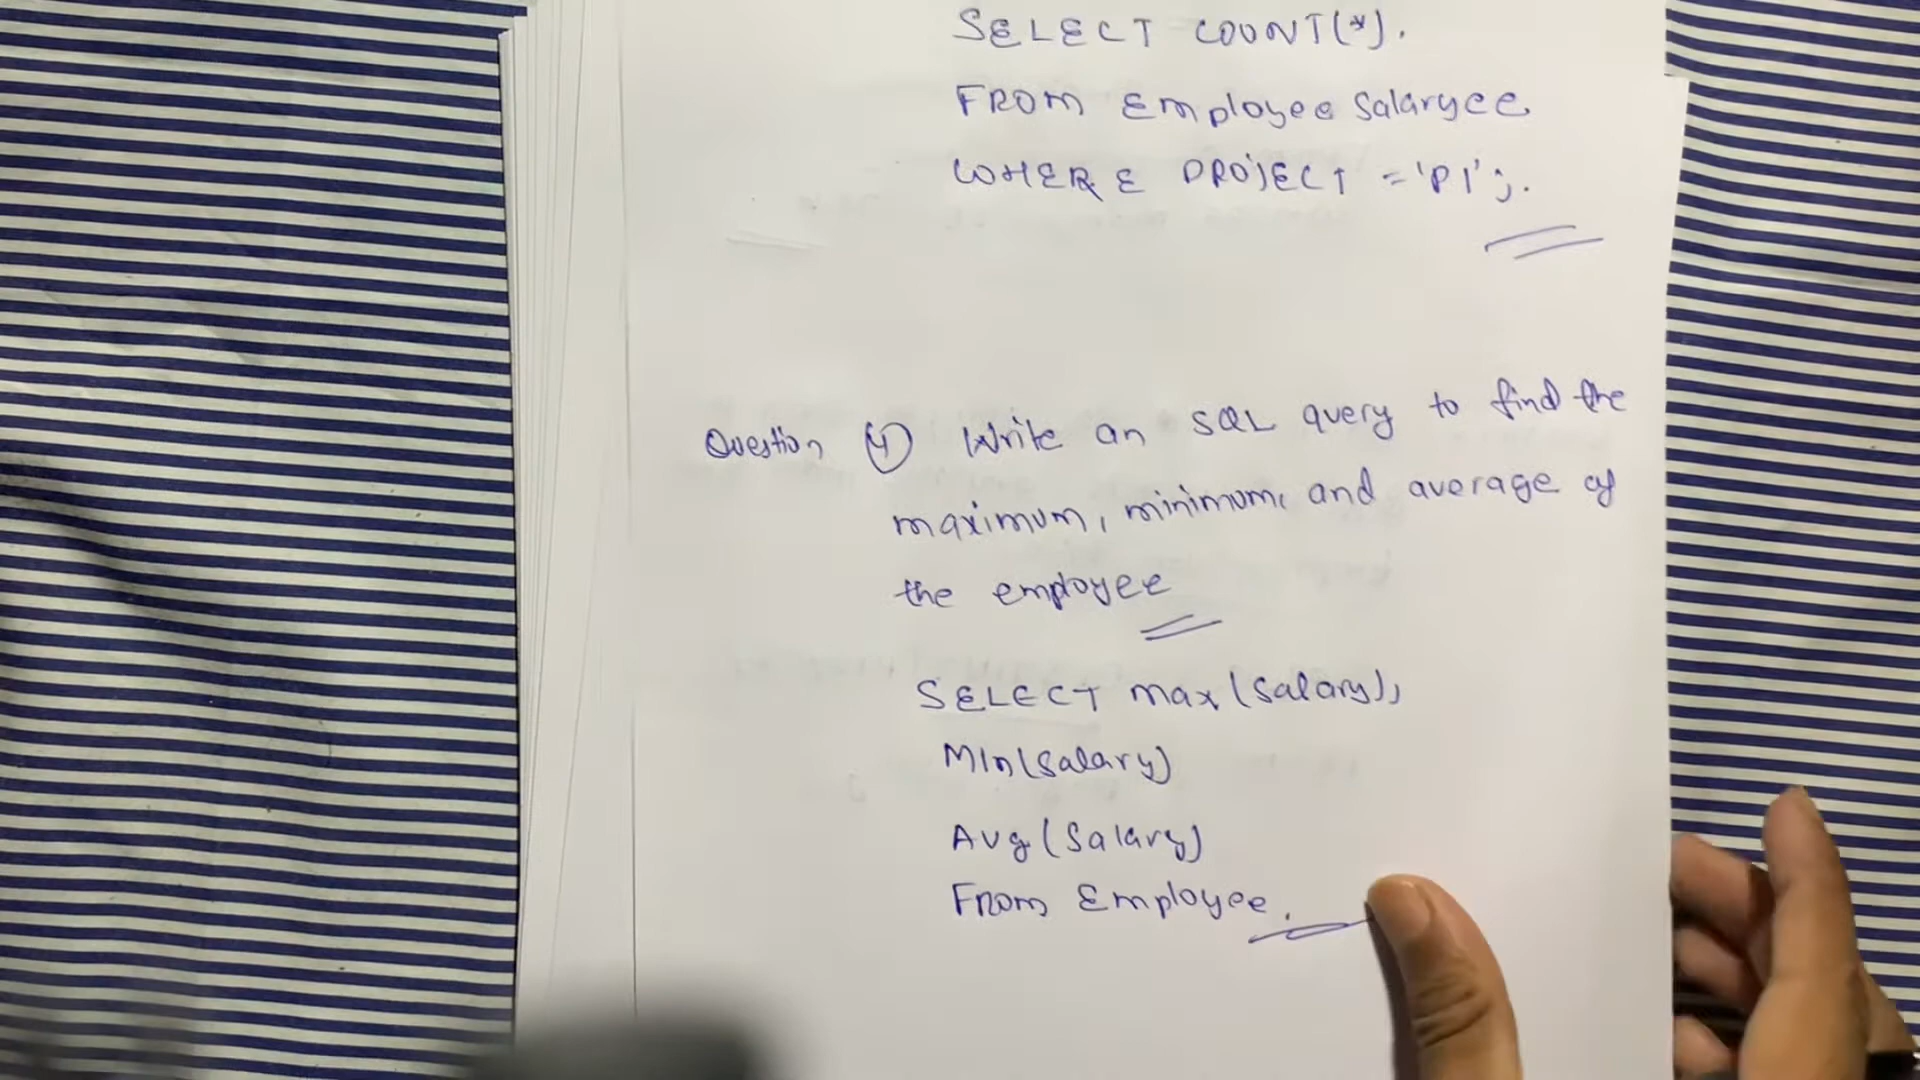 SELECT COUNT(*).
FROM Employee Salaryee
WHERE PROJECT = 'P1';.
Question 4 Write an SQL query to find the
maximum, minimum, and average of
the employee
SELECT max(salary),
MIn(salary)
Avg(Salary)
From Employee.